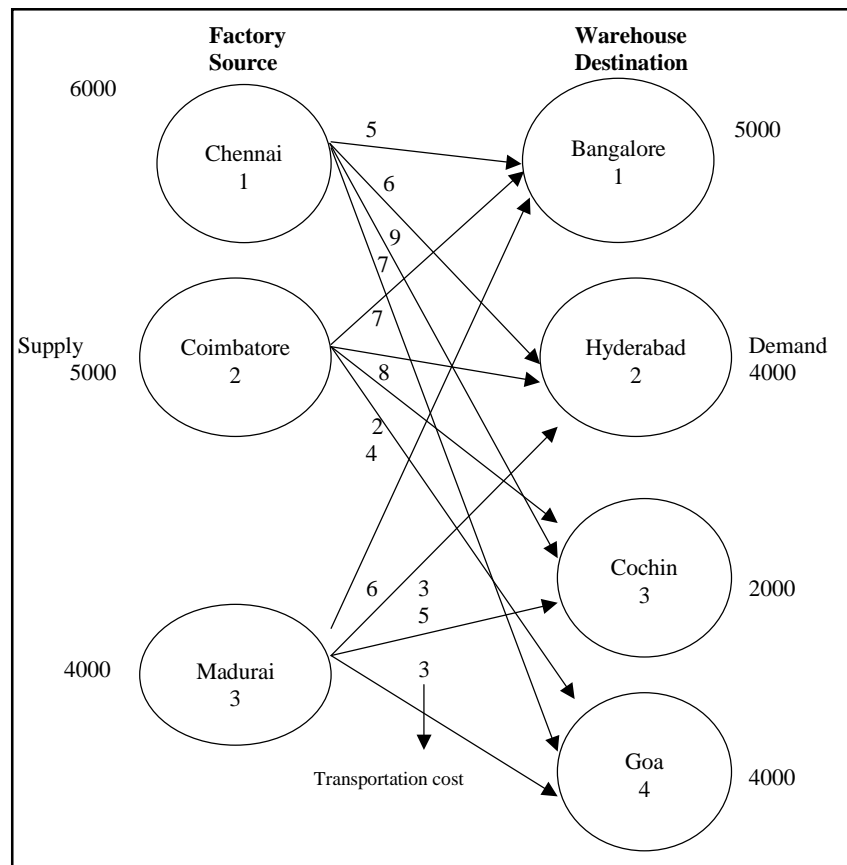 Factory
Source
Warehouse
Destination
6000
Chennai
1
5
Bangalore
1
5000
6
9
7
Supply
5000
Coimbatore
2
7
8
2
4
Hyderabad
2
Demand
4000
4000
Madurai
3
6
3
5
3
Transportation cost
Cochin
3
2000
Goa
4
4000